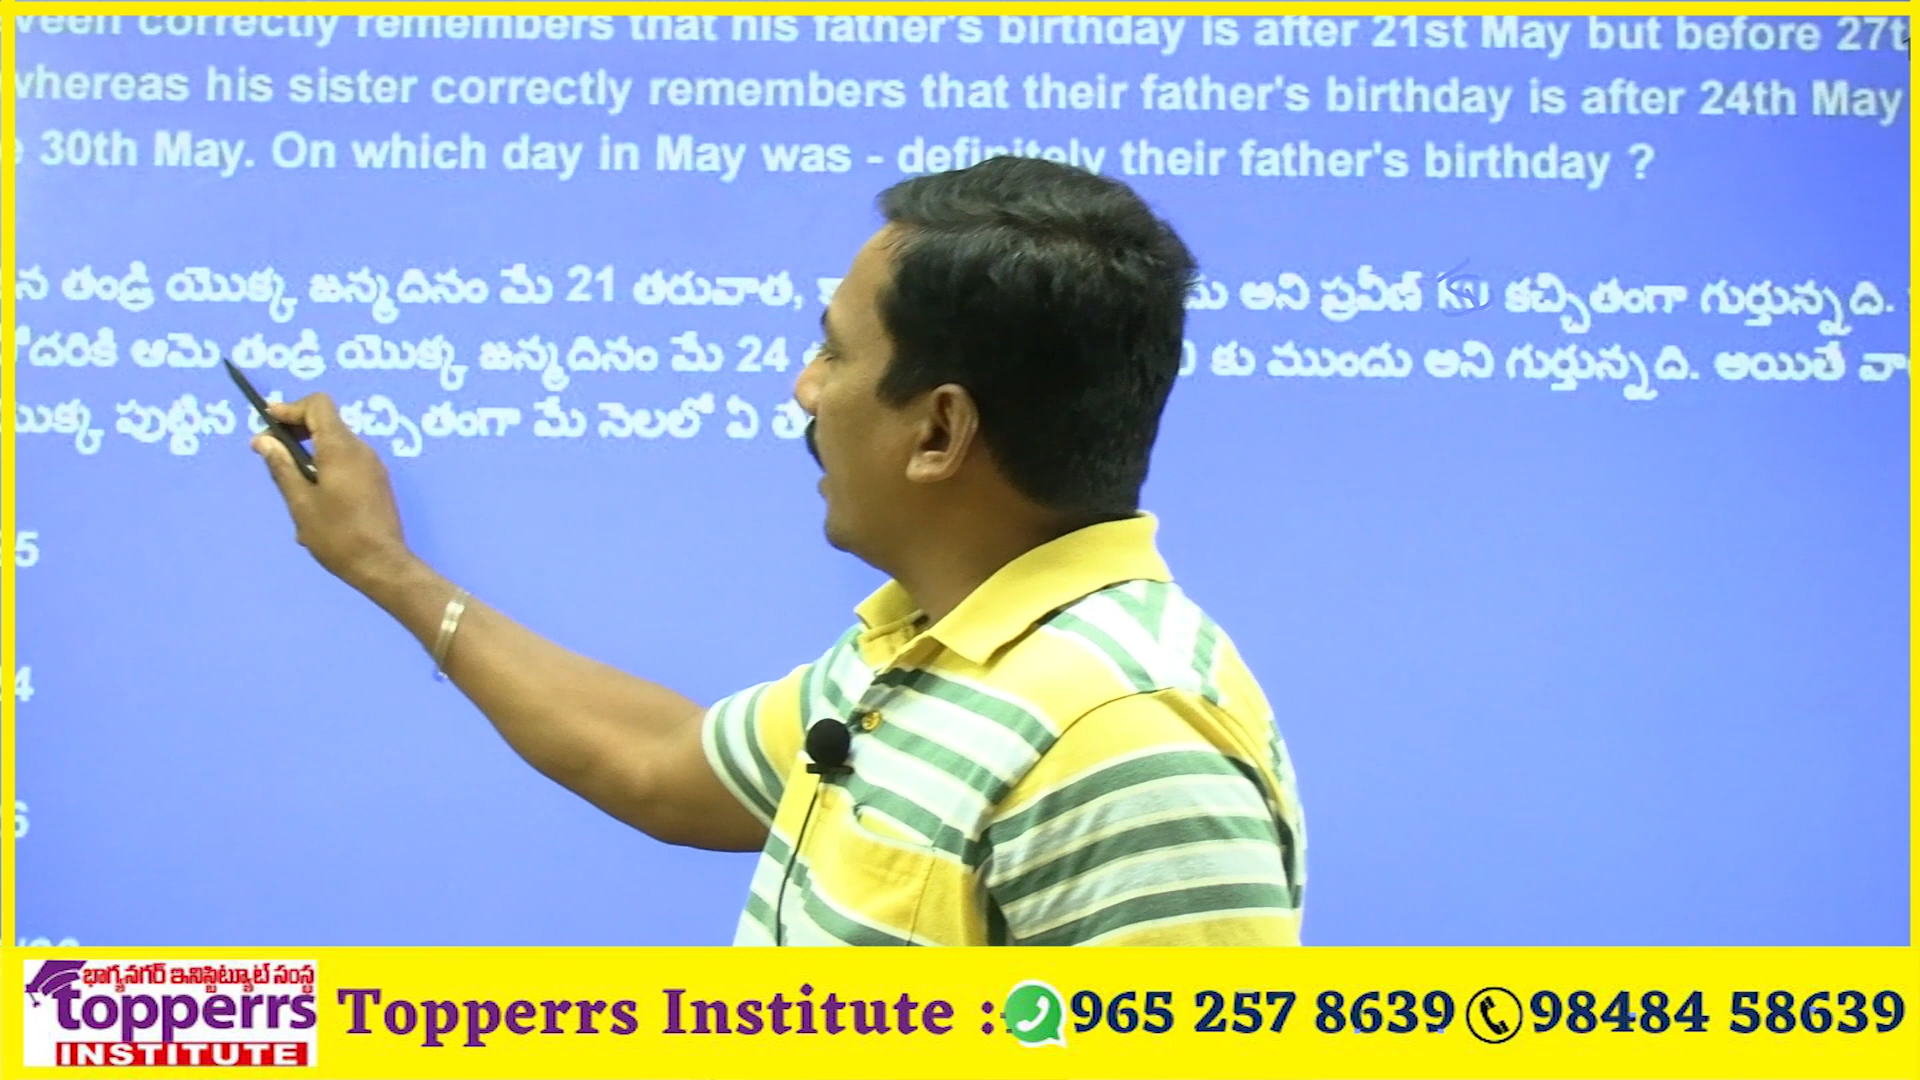 veen correctly remembers that his father's birthday is after 21st May but before 27t
whereas his sister correctly remembers that their father's birthday is after 24th May
30th May. On which day in May was - definitely their father's birthday ?
న తండ్రి యొక్క జన్మదినం మే 21 తరువాత, అని ప్రవీణ్ కచ్చితంగా గుర్తున్నది.
దరికి ఆమె తండ్రి యొక్క జన్మదినం మే 24 కు ముందు అని గుర్తున్నది. అయితే వా
పుట్టిన కచ్చితంగా మే నెలలో ఏ తే
5
4
6
భాగ్యనగర్ ఇనిస్టిట్యూట్ సంస్థ
topperrs
INSTITUTE
Topperrs Institute :- 965 257 8639 98484 58639